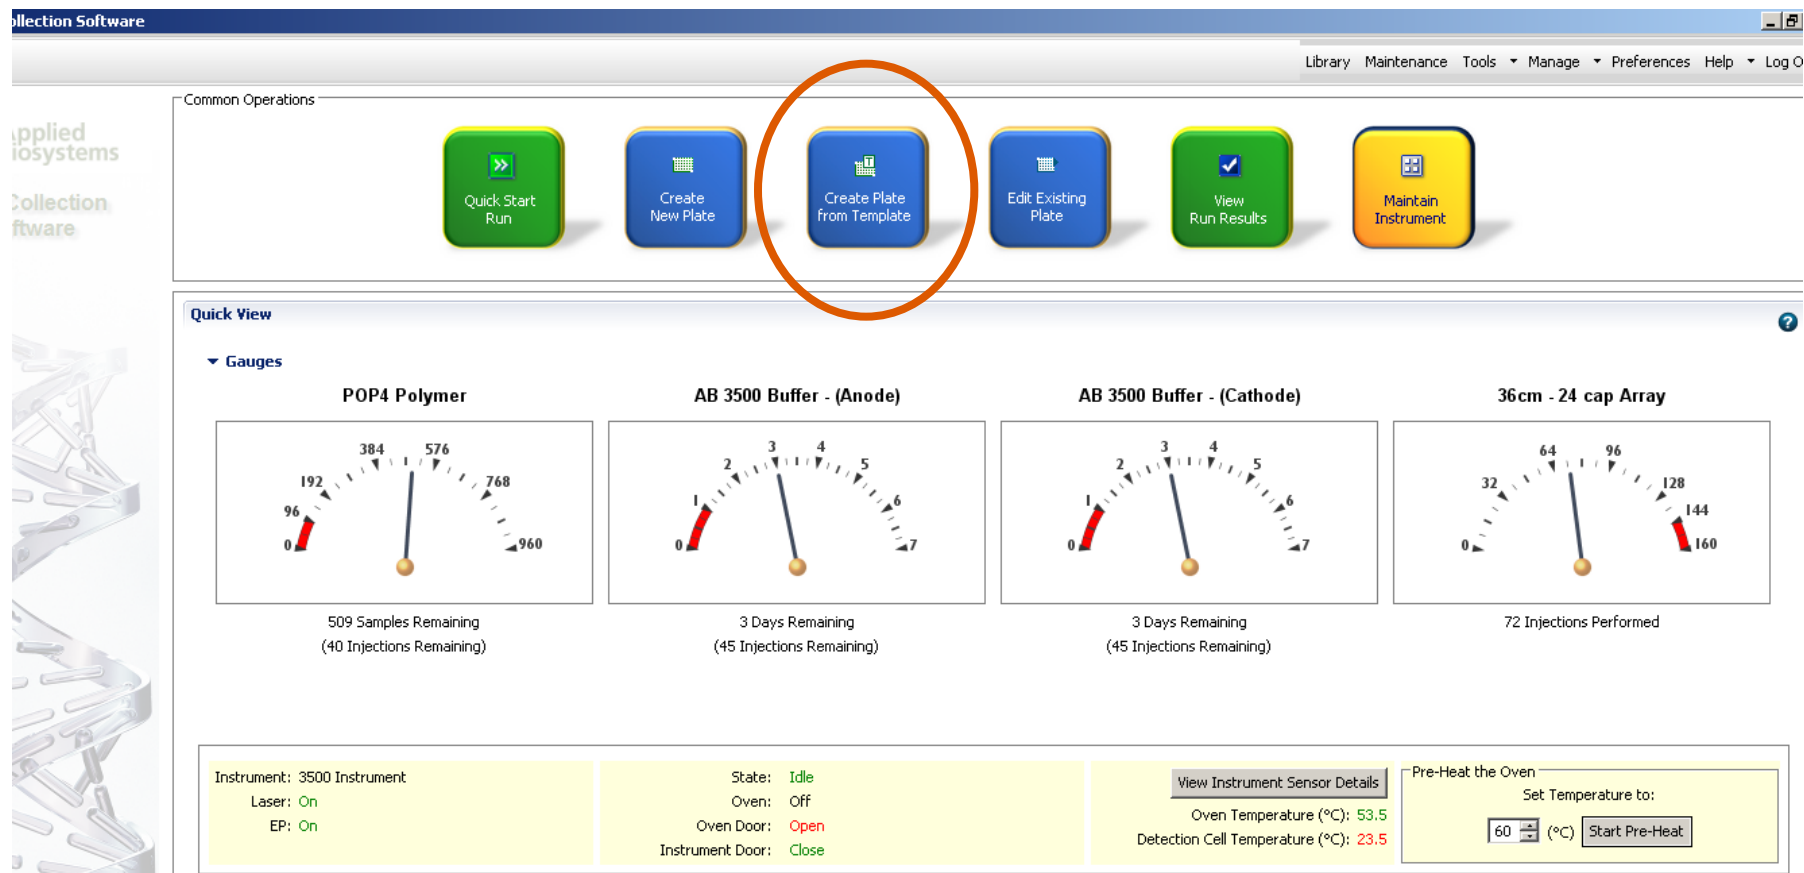 ollection Software
Library Maintenance Tools Manage Preferences Help Log O
Common Operations
Applied
iosystems
Collection
ftware
Quick Start
Run
Create
New Plate
Create Plate
from Template
Edit Existing
Plate
View
Run Results
Maintain
Instrument
Quick View
Gauges
POP4 Polymer
0 96 192 384 576 768 960
509 Samples Remaining
(40 Injections Remaining)
AB 3500 Buffer - (Anode)
0 1 2 3 4 5 6 7
3 Days Remaining
(45 Injections Remaining)
AB 3500 Buffer - (Cathode)
0 1 2 3 4 5 6 7
3 Days Remaining
(45 Injections Remaining)
36cm - 24 cap Array
0 32 64 96 128 144 160
72 Injections Performed
Instrument: 3500 Instrument
Laser: On
EP: On
State: Idle
Oven: Off
Oven Door: Open
Instrument Door: Close
View Instrument Sensor Details
Oven Temperature (°C): 53.5
Detection Cell Temperature (°C): 23.5
Pre-Heat the Oven
Set Temperature to:
60 (°C) Start Pre-Heat